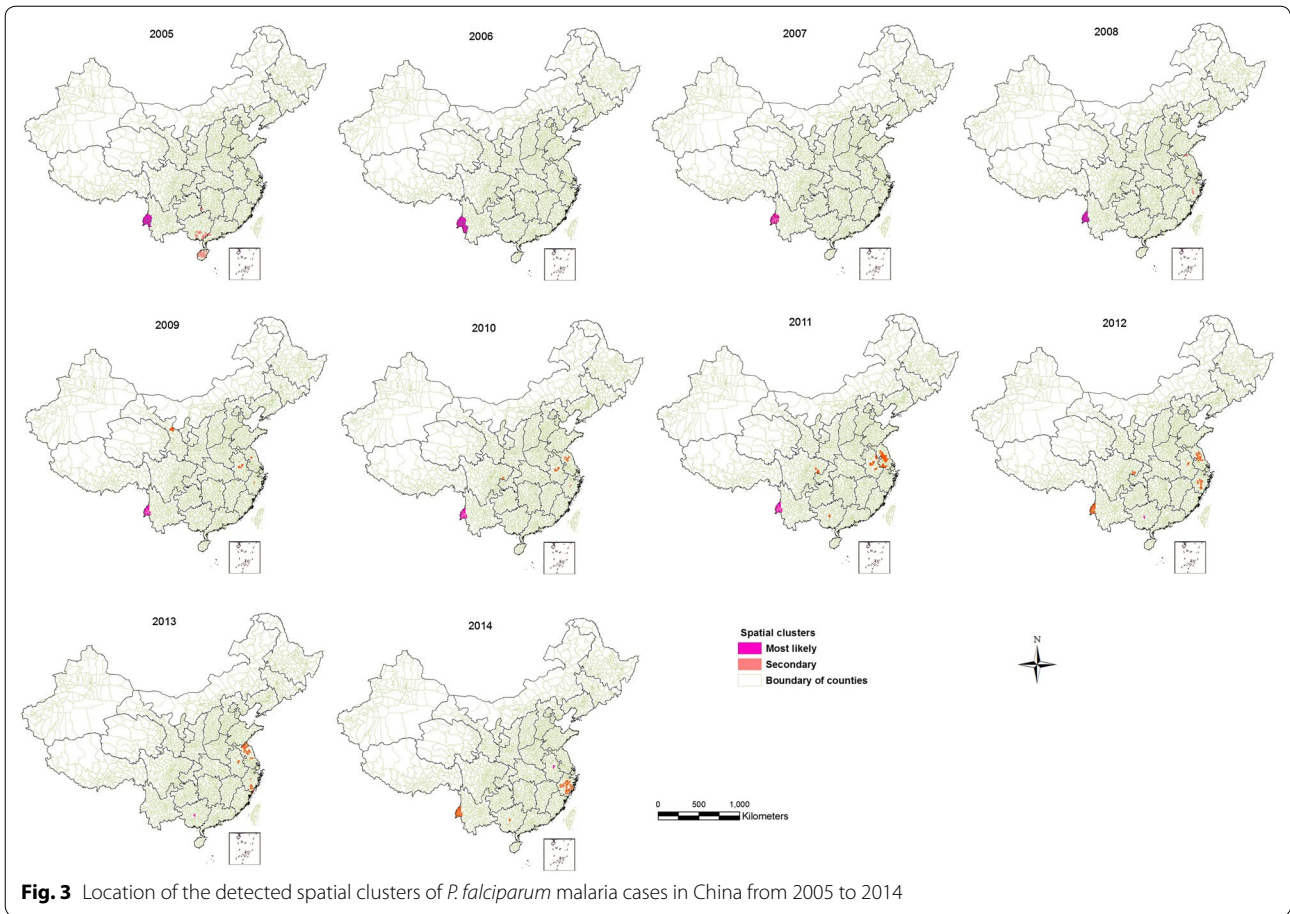 2005
2006
2007
2008
2009
2010
2011
2012
2013
2014
Spatial clusters
Most likely
Secondary
Boundary of counties
N
0 500 1,000
Kilometers
Fig. 3 Location of the detected spatial clusters of P. falciparum malaria cases in China from 2005 to 2014